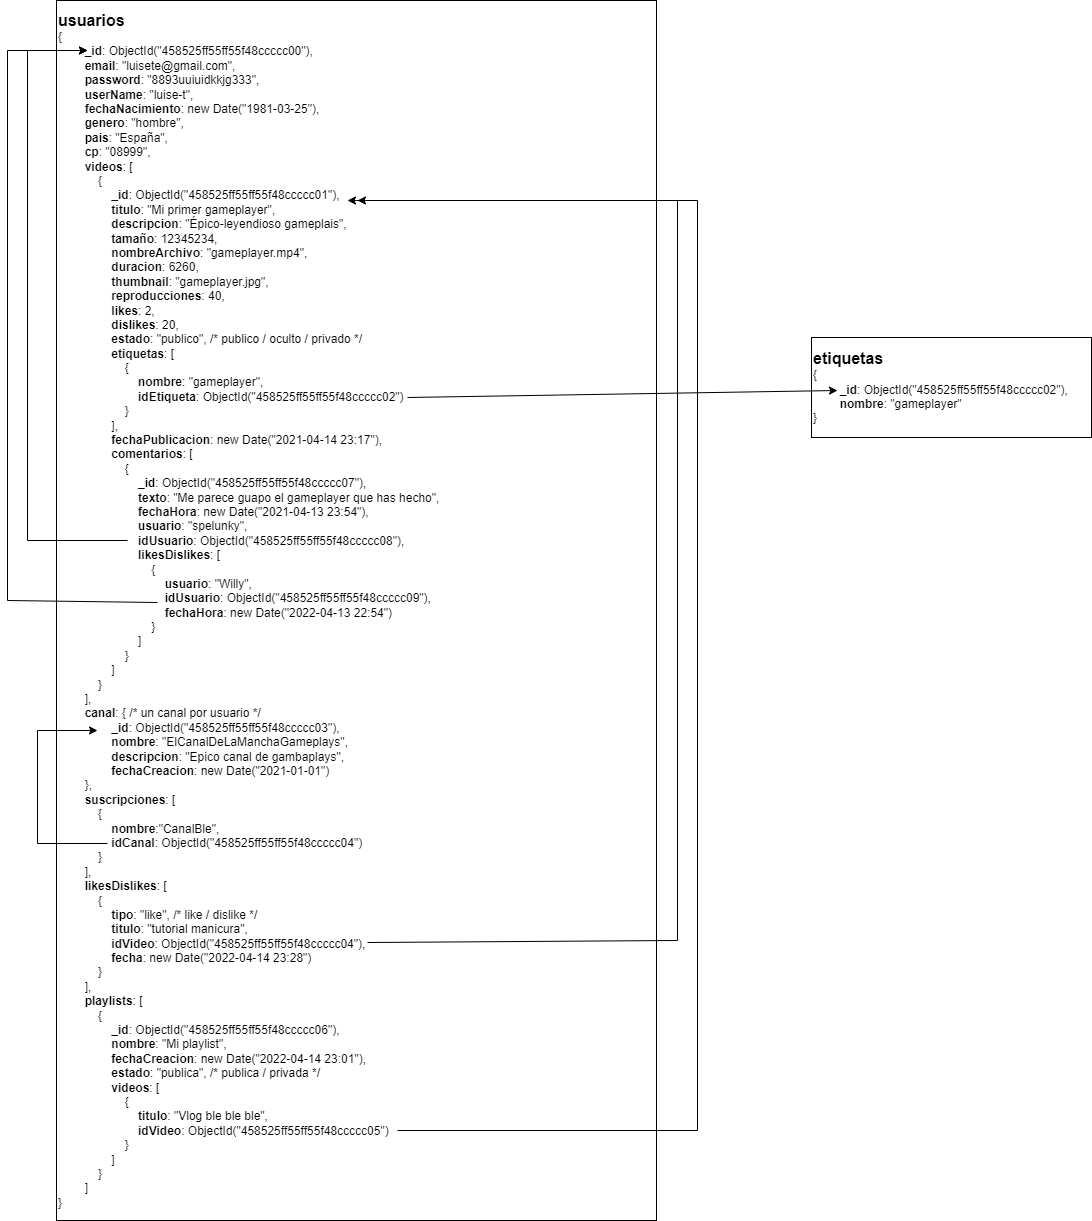 usuarios
{
_id: ObjectId("458525ff55ff55f48ccccc00"),
email: "luisete@gmail.com",
password: "8893uuiuidkkjg333",
userName: "luise-t",
fechaNacimiento: new Date("1981-03-25"),
genero: "hombre",
pais: "España",
cp: "08999",
videos: [
{
_id: ObjectId("458525ff55ff55f48ccccc01"),
titulo: "Mi primer gameplayer",
descripcion: "Épico-leyendioso gameplais",
tamaño: 12345234,
nombreArchivo: "gameplayer.mp4",
duracion: 6260,
thumbnail: "gameplayer.jpg",
reproducciones: 40,
likes: 2,
dislikes: 20,
estado: "publico", /* publico / oculto / privado */
etiquetas: [
{
nombre: "gameplayer",
idEtiqueta: ObjectId("458525ff55ff55f48ccccc02")
}
],
fechaPublicacion: new Date("2021-04-14 23:17"),
comentarios: [
{
_id: ObjectId("458525ff55ff55f48ccccc07"),
texto: "Me parece guapo el gameplayer que has hecho",
fechaHora: new Date("2021-04-13 23:54"),
usuario: "spelunky",
idUsuario: ObjectId("458525ff55ff55f48ccccc08"),
likesDislikes: [
{
usuario: "Willy",
idUsuario: ObjectId("458525ff55ff55f48ccccc09"),
fechaHora: new Date("2022-04-13 22:54")
}
]
}
]
}
],
canal: { /* un canal por usuario */
_id: ObjectId("458525ff55ff55f48ccccc03"),
nombre: "ElCanalDeLaManchaGameplays",
descripcion: "Epico canal de gambaplays",
fechaCreacion: new Date("2021-01-01")
},
suscripciones: [
{
nombre:"CanalBle",
idCanal: ObjectId("458525ff55ff55f48ccccc04")
}
],
likesDislikes: [
{
tipo: "like", /* like / dislike */
titulo: "tutorial manicura",
idVideo: ObjectId("458525ff55ff55f48ccccc04"),
fecha: new Date("2022-04-14 23:28")
}
],
playlists: [
{
_id: ObjectId("458525ff55ff55f48ccccc06"),
nombre: "Mi playlist",
fechaCreacion: new Date("2022-04-14 23:01"),
estado: "publica", /* publica / privada */
videos: [
{
titulo: "Vlog ble ble ble",
idVideo: ObjectId("458525ff55ff55f48ccccc05")
}
]
}
]
}
etiquetas
{
_id: ObjectId("458525ff55ff55f48ccccc02"),
nombre: "gameplayer"
}